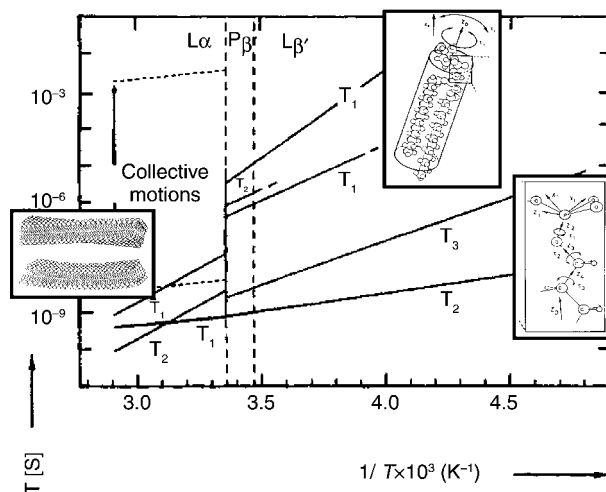 Lα Pβ Lβ′
10⁻³
T₁
Collective
motions
T₂
T₁
10⁻⁶
T₃
T₁
T₂
10⁻⁹
T₁
T₂
3.0 3.5 4.0 4.5
T [S]
1/ T×10³ (K⁻¹)